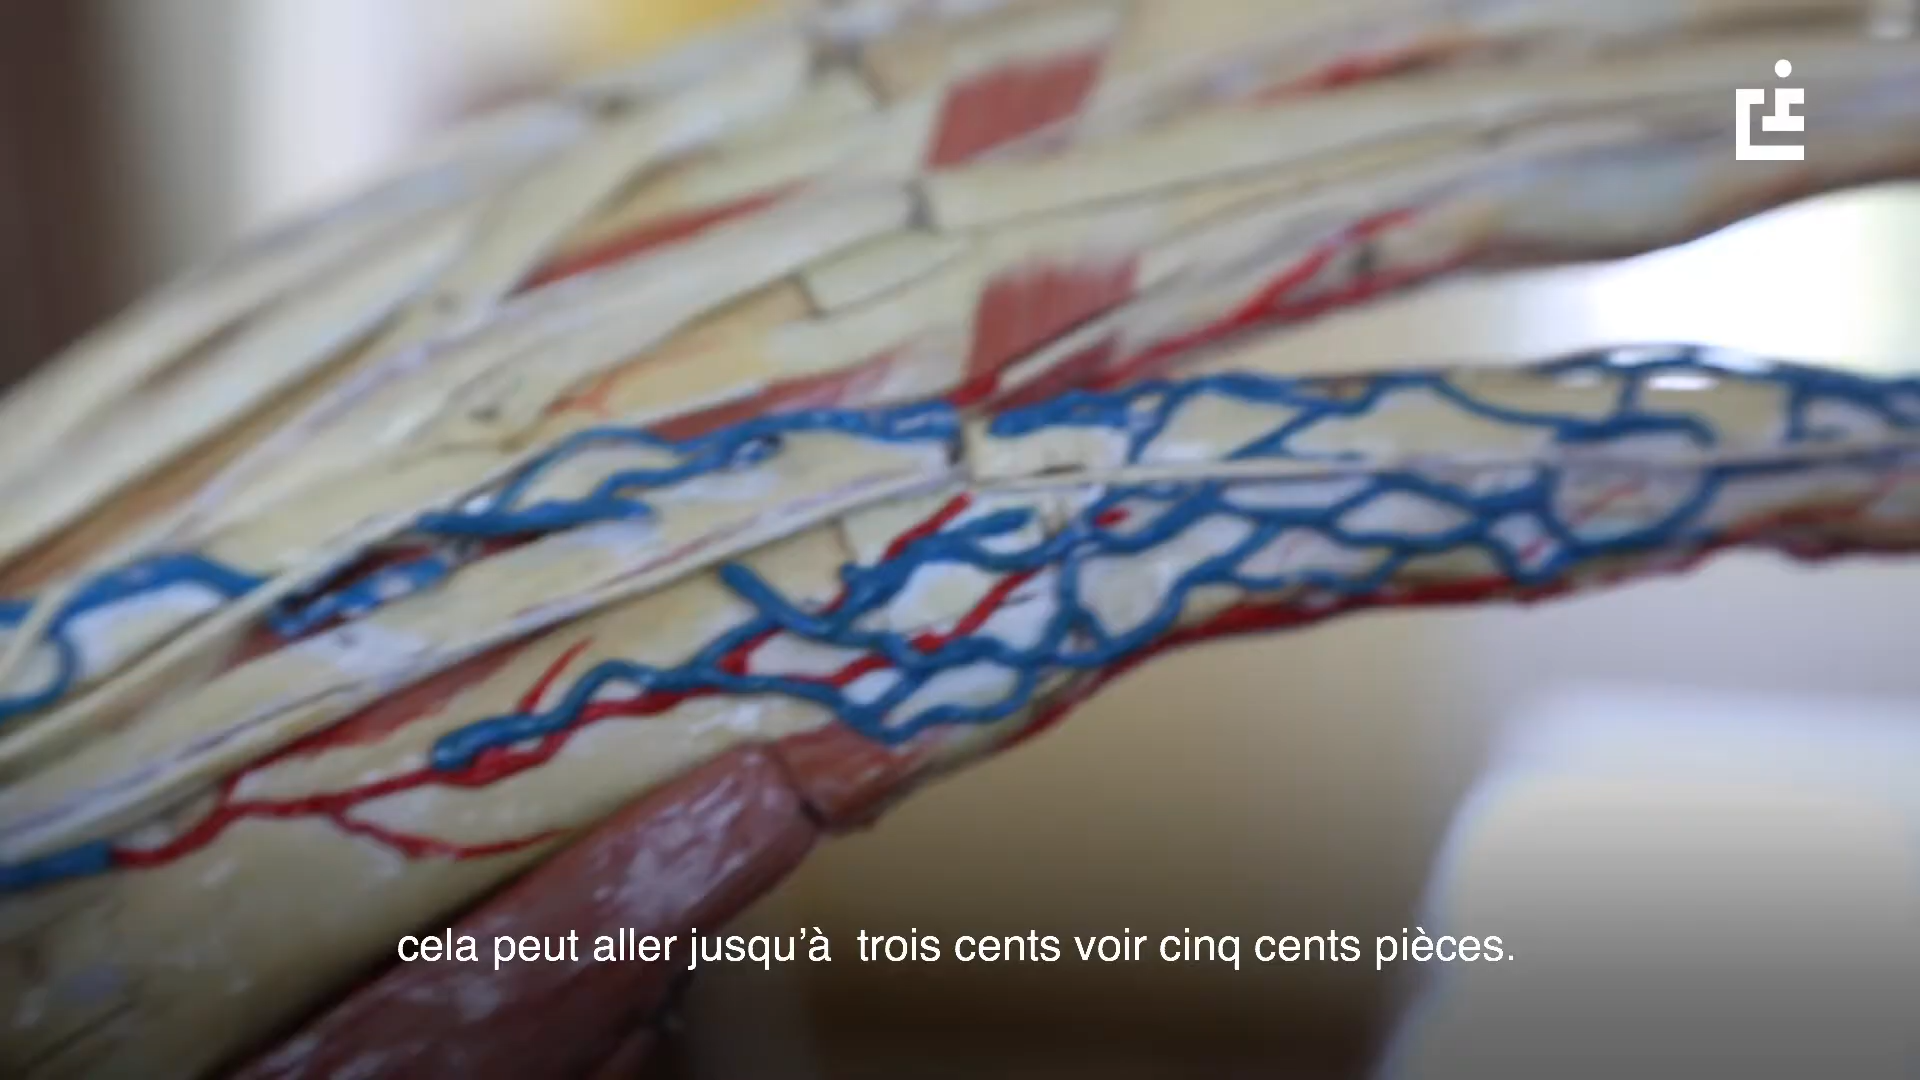 cela peut aller jusqu’à  trois cents voir cinq cents pièces.